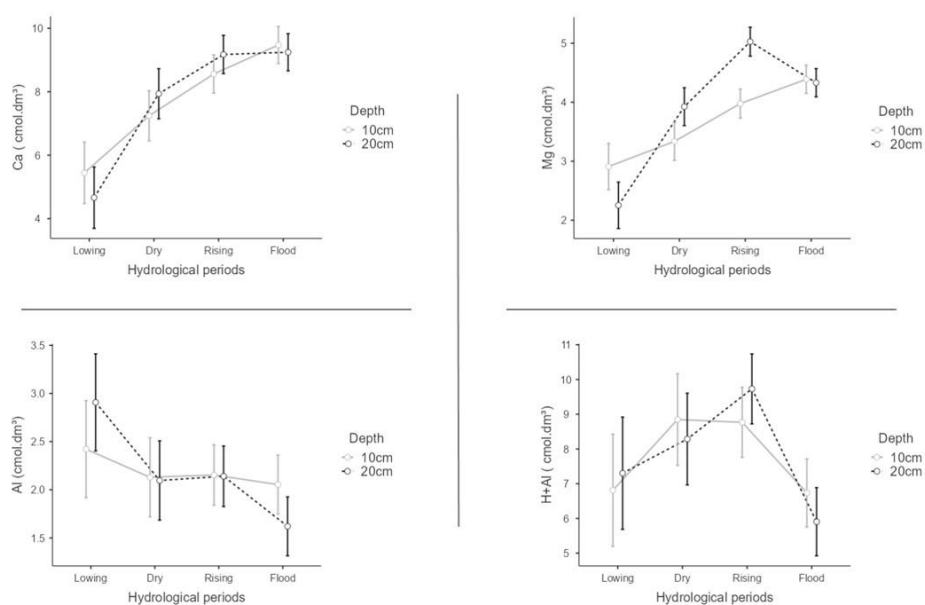 10
8
6
4
Ca ( cmol.dm³)
Lowing Dry Rising Flood
Hydrological periods
Depth
10cm
20cm
5
4
3
2
Mg (cmol.dm³)
Lowing Dry Rising Flood
Hydrological periods
Depth
10cm
20cm
3.5
3.0
2.5
2.0
1.5
Al (cmol.dm³)
Lowing Dry Rising Flood
Hydrological periods
Depth
10cm
20cm
11
10
9
8
7
6
5
H+Al ( cmol.dm³)
Lowing Dry Rising Flood
Hydrological periods
Depth
10cm
20cm